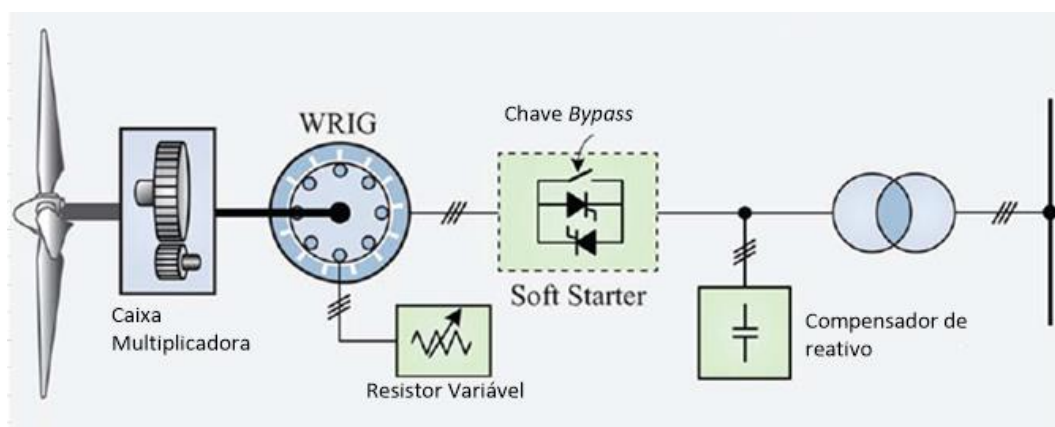 Chave Bypass
WRIG
Soft Starter
Caixa
Multiplicadora
Resistor Variável
Compensador de
reativo